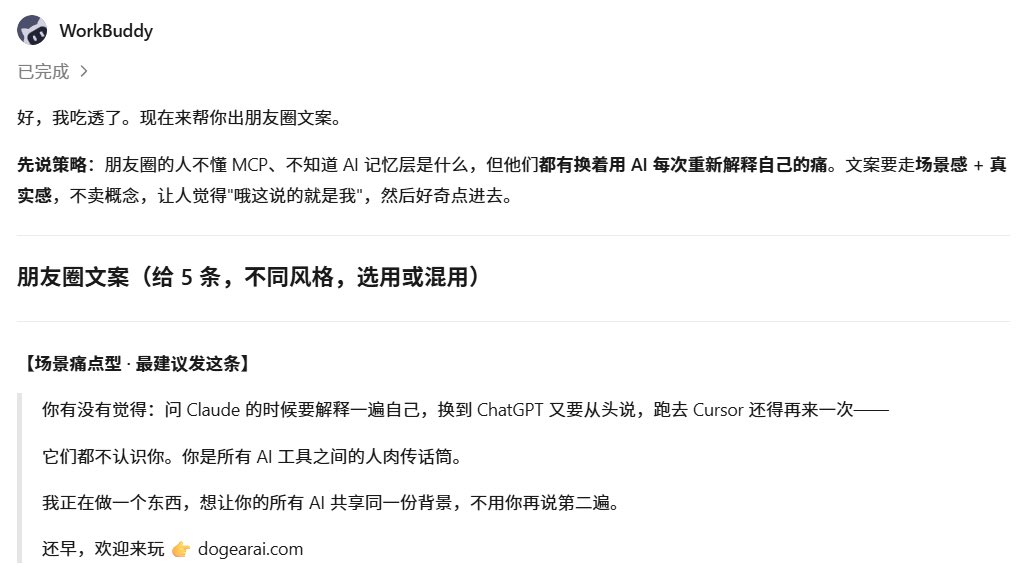 WorkBuddy
已完成 >
好，我吃透了。现在来帮你出朋友圈文案。
先说策略：朋友圈的人不懂 MCP、不知道 AI 记忆层是什么，但他们都有换着用 AI 每次重新解释自己的痛。文案要走场景感 + 真
实感，不卖概念，让人觉得"哦这说的就是我"，然后好奇点进去。
朋友圈文案（给 5 条，不同风格，选用或混用）
【场景痛点型 · 最建议发这条】
你有没有觉得：问 Claude 的时候要解释一遍自己，换到 ChatGPT 又要从头说，跑去 Cursor 还得再来一次——
它们都不认识你。你是所有 AI 工具之间的人肉传话筒。
我正在做一个东西，想让你的所有 AI 共享同一份背景，不用你再说第二遍。
还早，欢迎来玩 👉 dogearai.com